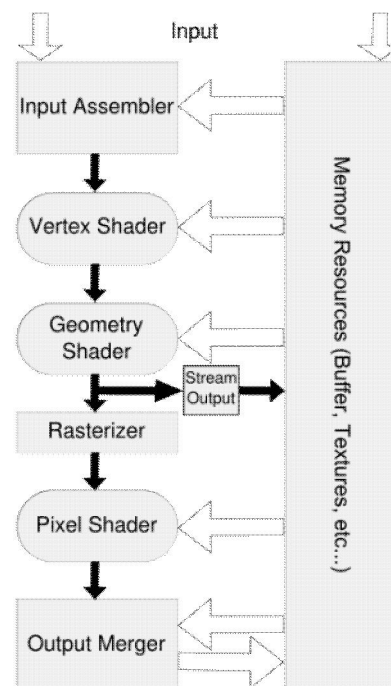 Input
Input Assembler
Vertex Shader
Geometry
Shader
Stream
Output
Rasterizer
Pixel Shader
Output Merger
Memory Resources (Buffer, Textures, etc...)